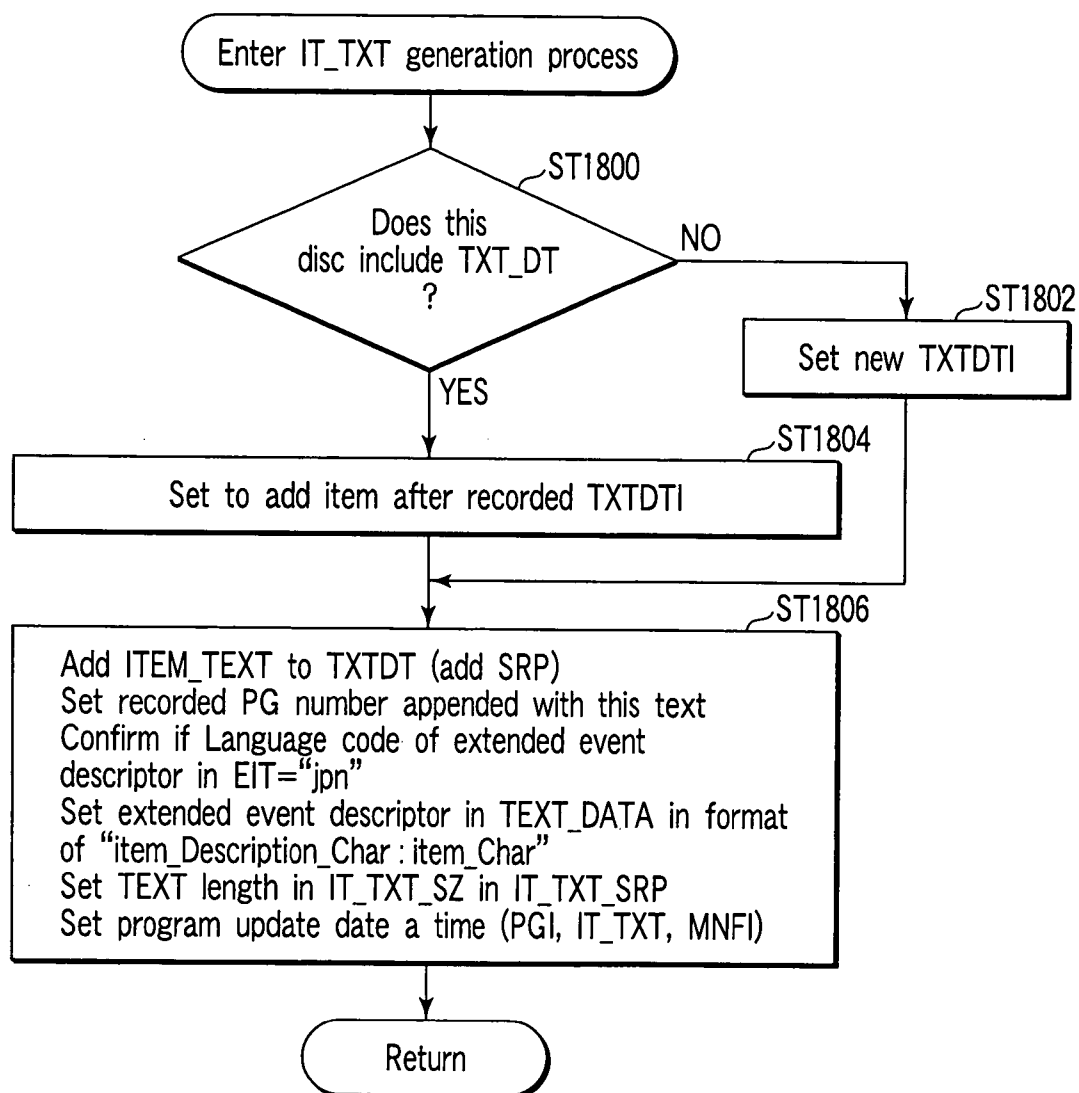 Enter IT_TXT generation process
ST1800
Does this
disc include TXT_DT
?
NO
ST1802
Set new TXTDTI
YES
ST1804
Set to add item after recorded TXTDTI
ST1806
Add ITEM_TEXT to TXTDT (add SRP)
Set recorded PG number appended with this text
Confirm if Language code of extended event
descriptor in EIT=“jpn”
Set extended event descriptor in TEXT_DATA in format
of “item_Description_Char : item_Char”
Set TEXT length in IT_TXT_SZ in IT_TXT_SRP
Set program update date a time (PGI, IT_TXT, MNFI)
Return